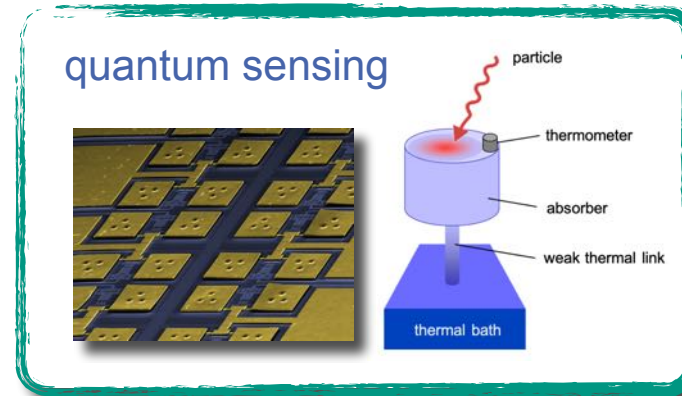 quantum sensing
particle
thermometer
absorber
weak thermal link
thermal bath